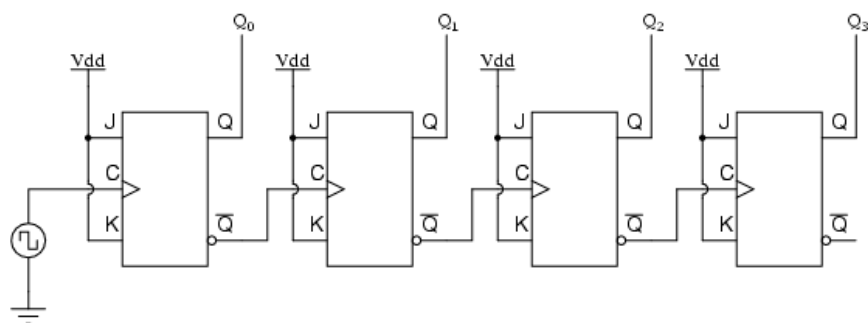 Q₀ Q₁ Q₂ Q₃
Vdd Vdd Vdd Vdd
J Q J Q J Q J Q
C C C C
K Q̅ K Q̅ K Q̅ K Q̅